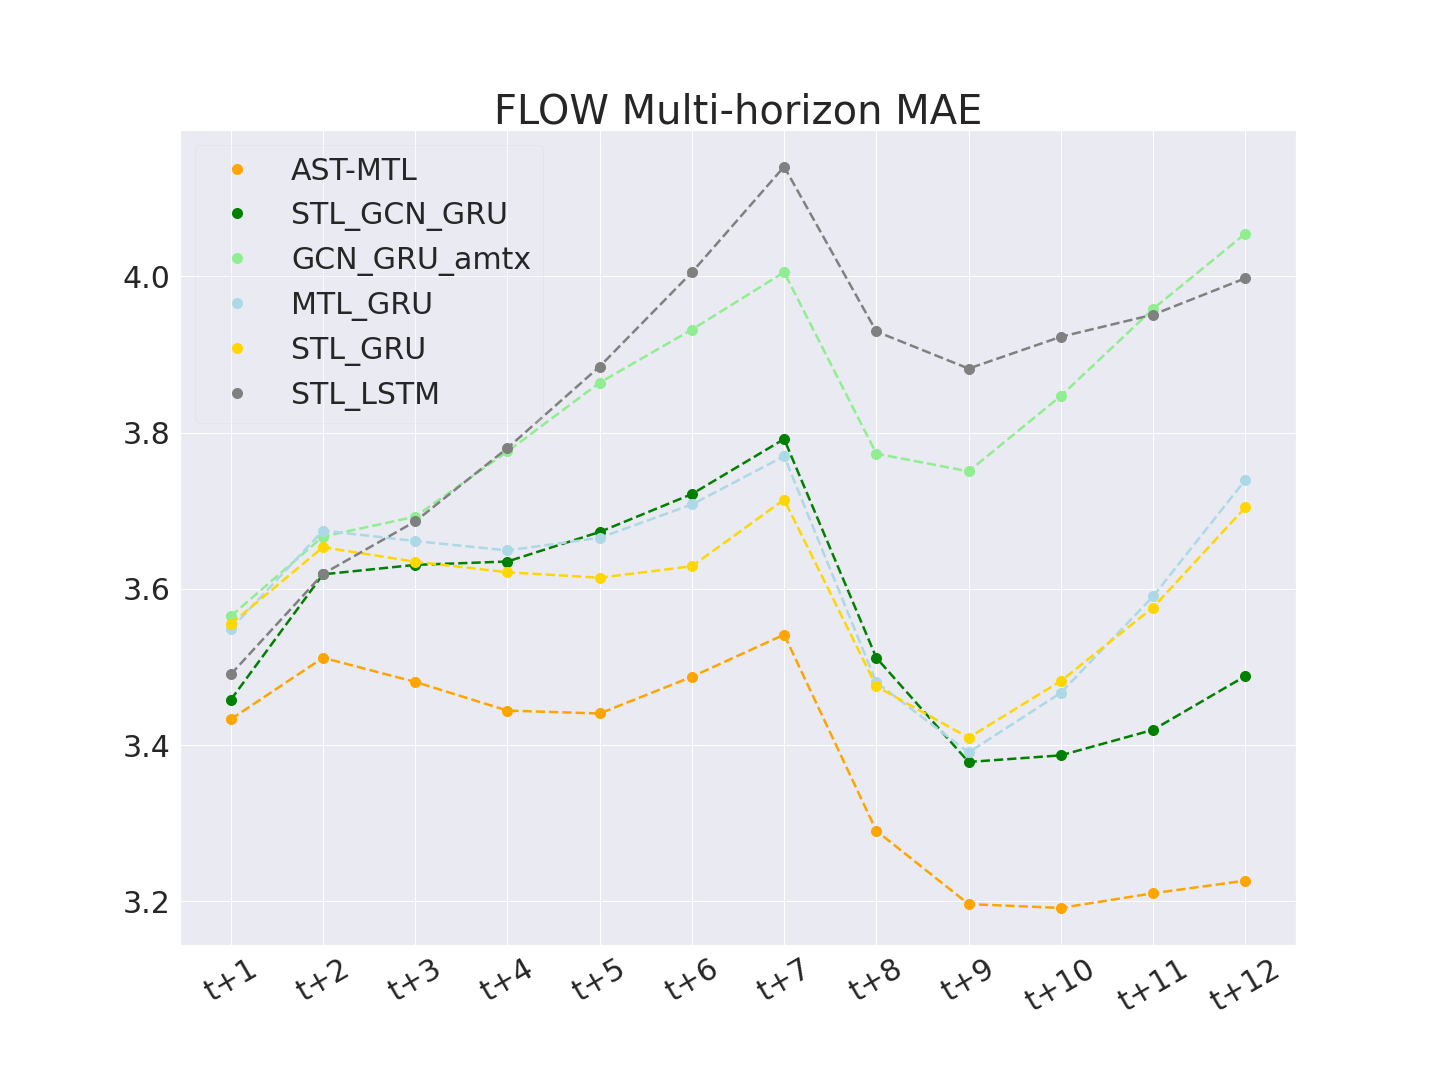 FLOW Multi-horizon MAE
AST-MTL
STL_GCN_GRU
GCN_GRU_amtx
MTL_GRU
STL_GRU
STL_LSTM
4.0
3.8
3.6
3.4
3.2
t+1 t+2 t+3 t+4 t+5 t+6 t+7 t+8 t+9 t+10 t+11 t+12